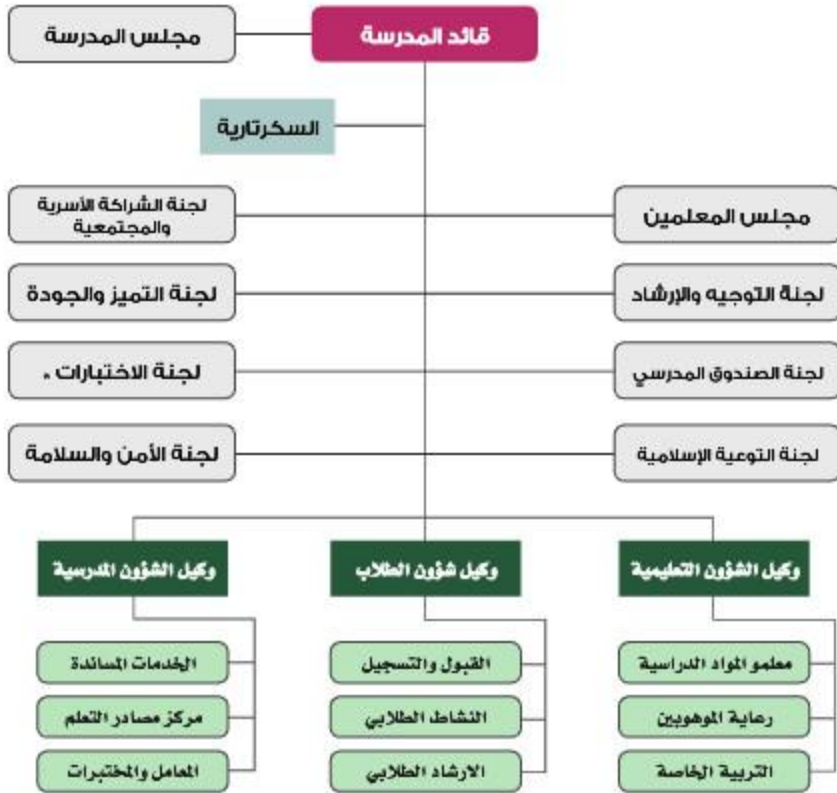 قائد المدرسة
مجلس المدرسة
السكرتارية
مجلس المعلمين
لجنة الشراكة الأسرية
والمجتمعية
لجنة التوجيه والإرشاد
لجنة التميز والجودة
لجنة الصندوق المدرسي
لجنة الاختبارات *
لجنة التوعية الإسلامية
لجنة الأمن والسلامة
وكيل الشؤون التعليمية
وكيل شؤون الطلاب
وكيل الشؤون المدرسية
معلمو المواد الدراسية
القبول والتسجيل
الخدمات المساندة
رعاية الموهوبين
النشاط الطلابي
مركز مصادر التعلم
التربية الخاصة
الارشاد الطلابي
المعامل والمختبرات